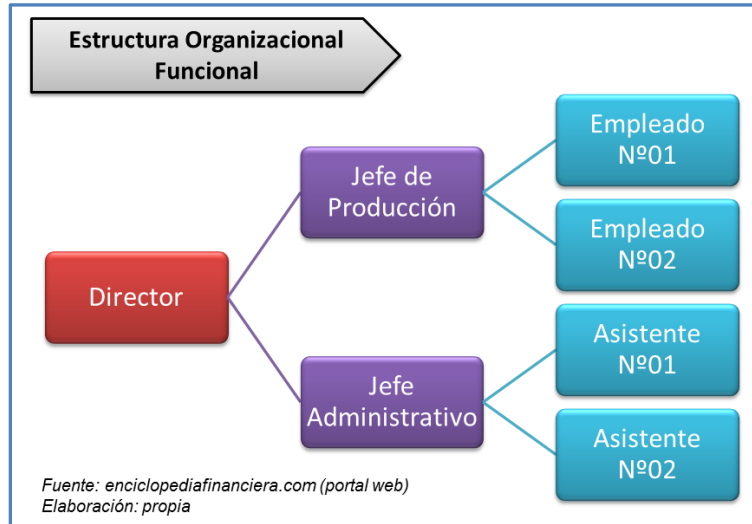 Estructura Organizacional
Funcional
Director
Jefe de
Producción
Jefe
Administrativo
Empleado
Nº01
Empleado
Nº02
Asistente
Nº01
Asistente
Nº02
Fuente: enciclopediafinanciera.com (portal web)
Elaboración: propia